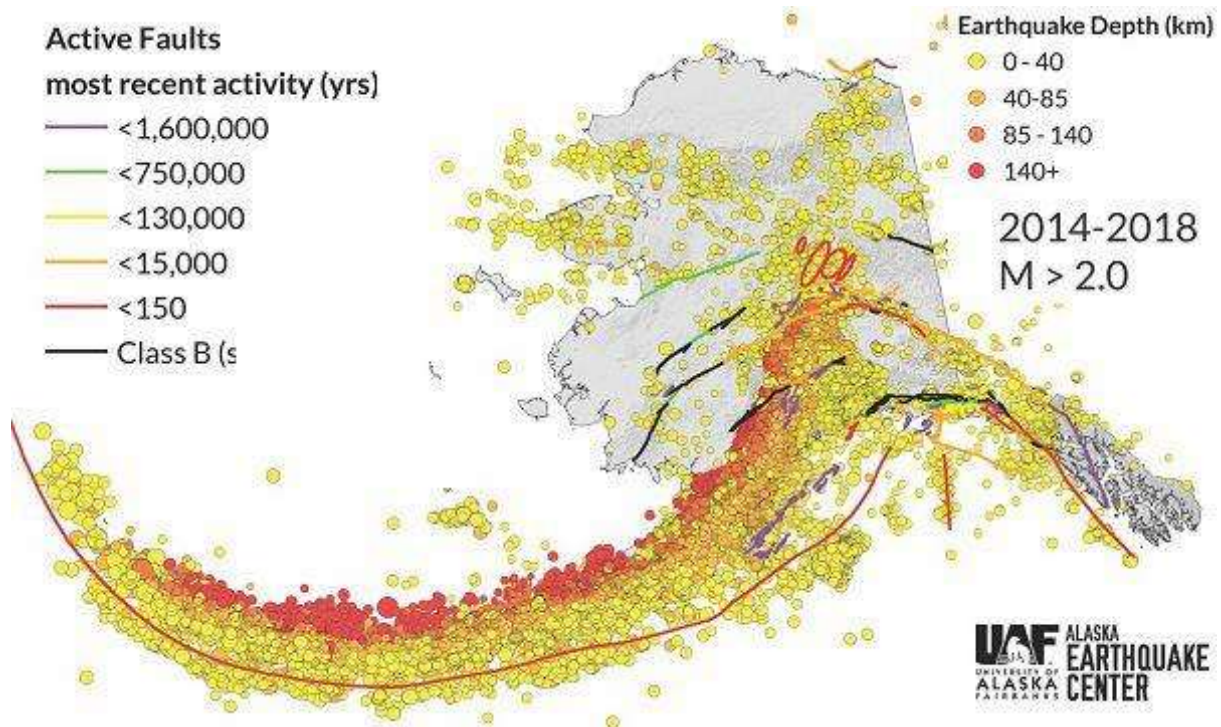 Active Faults
most recent activity (yrs)
<1,600,000
<750,000
<130,000
<15,000
<150
Class B (s
Earthquake Depth (km)
0 - 40
40-85
85 - 140
140+
2014-2018
M > 2.0
UAF
UNIVERSITY OF
ALASKA
FAIRBANKS
ALASKA
EARTHQUAKE
CENTER